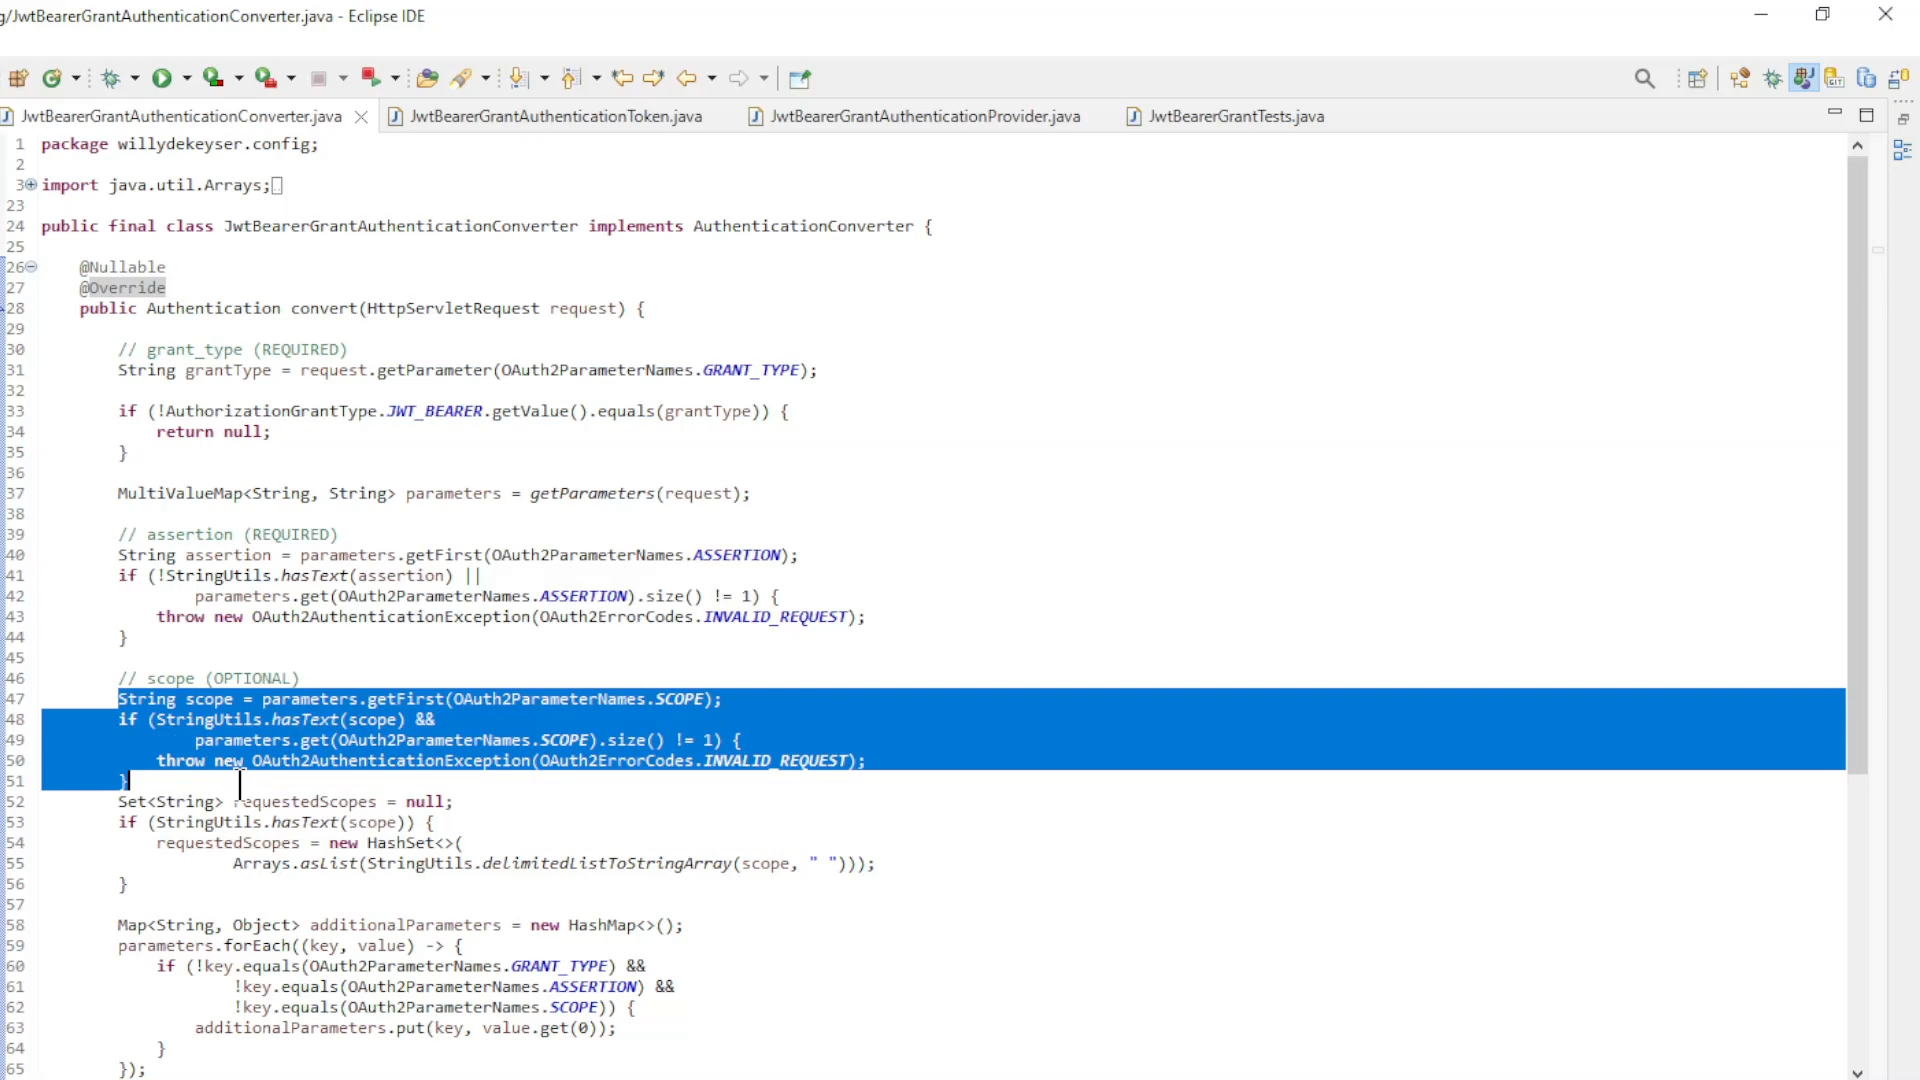 g/JwtBearerGrantAuthenticationConverter.java - Eclipse IDE
JwtBearerGrantAuthenticationConverter.java JwtBearerGrantAuthenticationToken.java JwtBearerGrantAuthenticationProvider.java JwtBearerGrantTests.java
1 package willydekeyser.config;
2
3 import java.util.Arrays;
23
24 public final class JwtBearerGrantAuthenticationConverter implements AuthenticationConverter {
25
26 @Nullable
27 @Override
28 public Authentication convert(HttpServletRequest request) {
29
30 // grant_type (REQUIRED)
31 String grantType = request.getParameter(OAuth2ParameterNames.GRANT_TYPE);
32
33 if (!AuthorizationGrantType.JWT_BEARER.getValue().equals(grantType)) {
34 return null;
35 }
36
37 MultiValueMap<String, String> parameters = getParameters(request);
38
39 // assertion (REQUIRED)
40 String assertion = parameters.getFirst(OAuth2ParameterNames.ASSERTION);
41 if (!StringUtils.hasText(assertion) ||
42 parameters.get(OAuth2ParameterNames.ASSERTION).size() != 1) {
43 throw new OAuth2AuthenticationException(OAuth2ErrorCodes.INVALID_REQUEST);
44 }
45
46 // scope (OPTIONAL)
47 String scope = parameters.getFirst(OAuth2ParameterNames.SCOPE);
48 if (StringUtils.hasText(scope) &&
49 parameters.get(OAuth2ParameterNames.SCOPE).size() != 1) {
50 throw new OAuth2AuthenticationException(OAuth2ErrorCodes.INVALID_REQUEST);
51 }
52 Set<String> requestedScopes = null;
53 if (StringUtils.hasText(scope)) {
54 requestedScopes = new HashSet<>(
55 Arrays.asList(StringUtils.delimitedListToStringArray(scope, " ")));
56 }
57
58 Map<String, Object> additionalParameters = new HashMap<>();
59 parameters.forEach((key, value) -> {
60 if (!key.equals(OAuth2ParameterNames.GRANT_TYPE) &&
61 !key.equals(OAuth2ParameterNames.ASSERTION) &&
62 !key.equals(OAuth2ParameterNames.SCOPE)) {
63 additionalParameters.put(key, value.get(0));
64 }
65 });